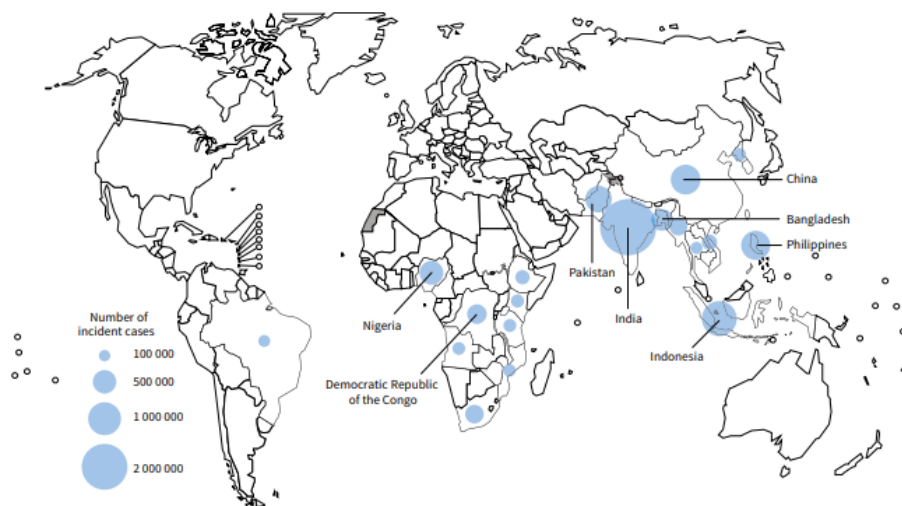 China
Bangladesh
Philippines
Pakistan
India
Nigeria
Indonesia
Democratic Republic
of the Congo
Number of
incident cases
100 000
500 000
1 000 000
2 000 000